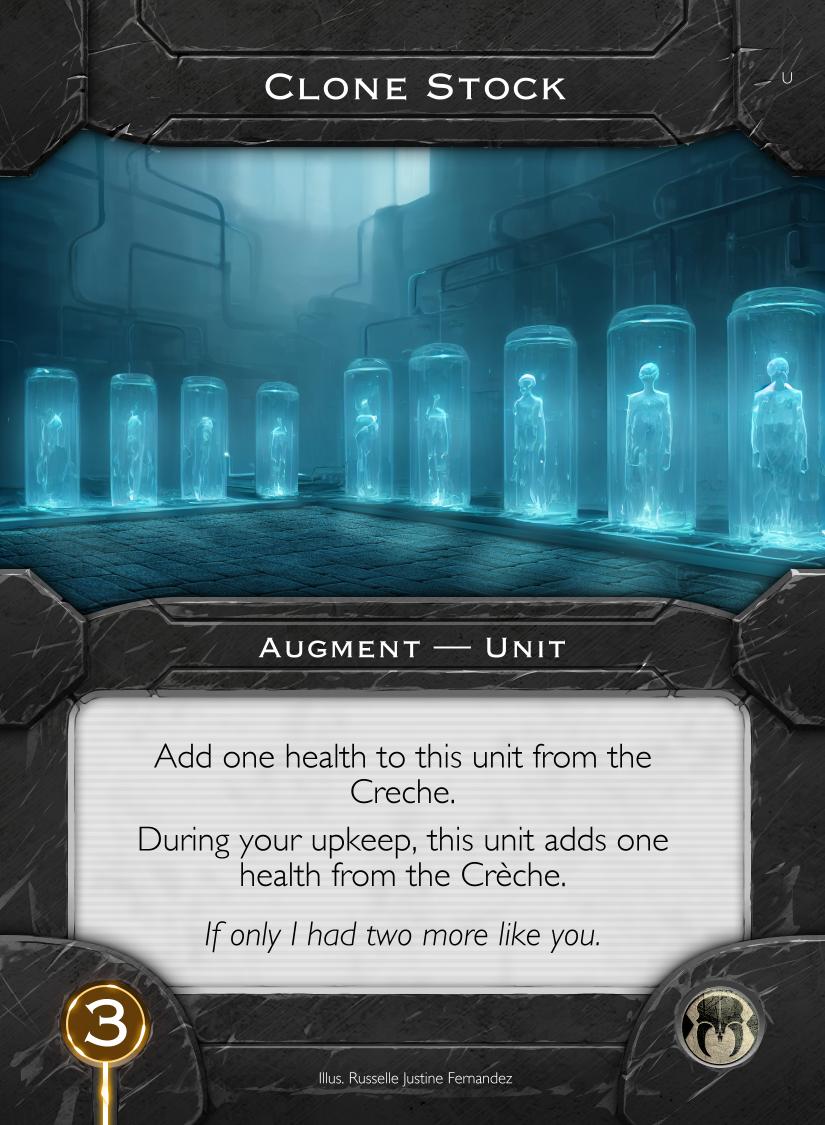 Clone Stock
U
Augment — Unit
Add one health to this unit from the
Creche.
During your upkeep, this unit adds one
health from the Crèche.
If only I had two more like you.
3
Illus. Russelle Justine Fernandez